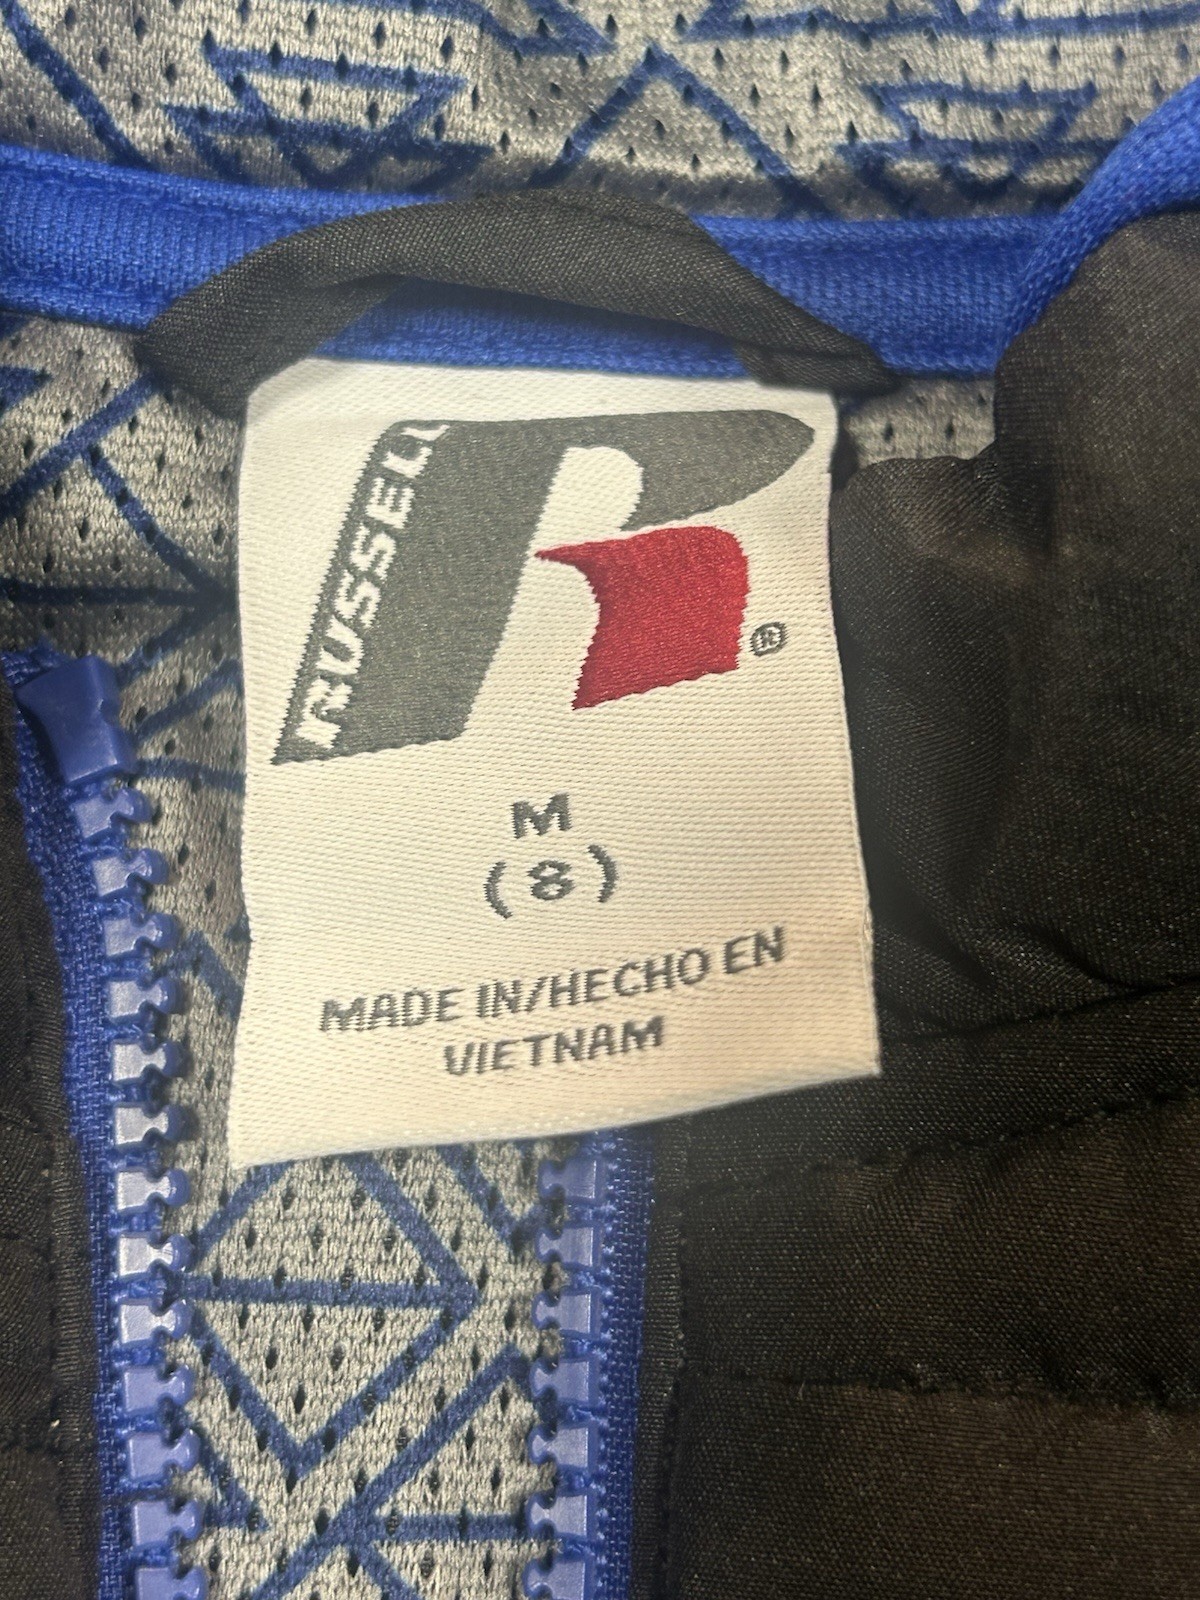 RUSSELL
®
M
(8)
MADE IN/HECHO EN
VIETNAM